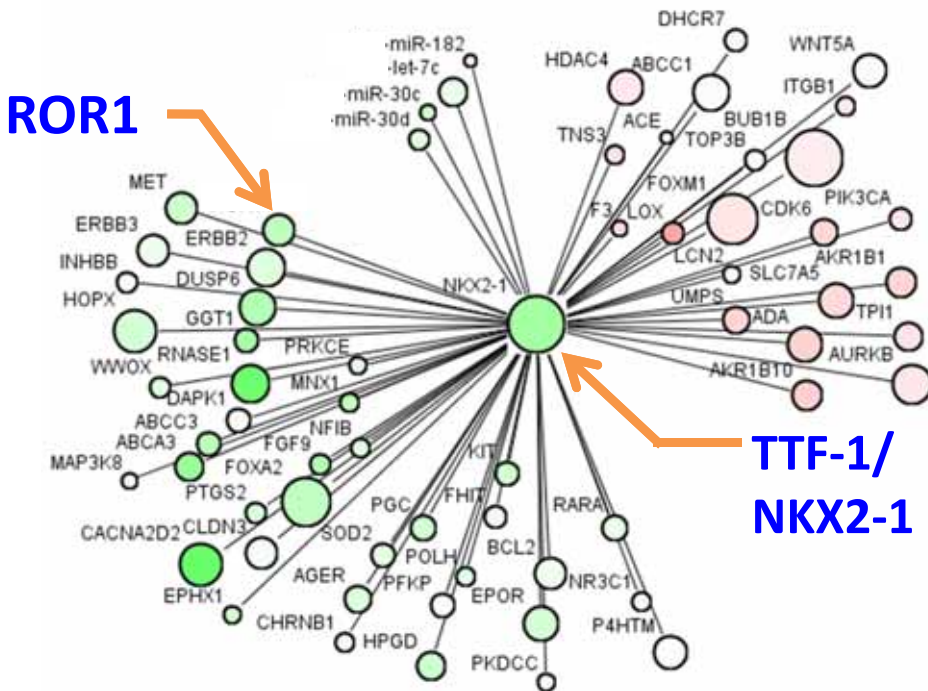 DHCR7
·miR-182
WNT5A
·let-7c
HDAC4
ABCC1
·miR-30c
ITGB1
ROR1
ACE
BUB1B
·miR-30d
TNS3
TOP3B
MET
FOXM1
F3
LOX
CDK6
PIK3CA
ERBB3
ERBB2
LCN2
AKR1B1
INHBB
DUSP6
NKX2-1
SLC7A5
HOPX
UMPS
GGT1
ADA
TPI1
WWOX
RNASE1
PRKCE
AURKB
DAPK1
MNX1
AKR1B10
ABCC3
ABCA3
NFIB
FGF9
KIT
TTF-1/
NKX2-1
MAP3K8
FOXA2
PTGS2
PGC
FHIT
RARA
CACNA2D2
CLDN3
SOD2
POLH
BCL2
EPHX1
AGER
PFKP
EPOR
NR3C1
CHRNB1
HPGD
P4HTM
PKDCC